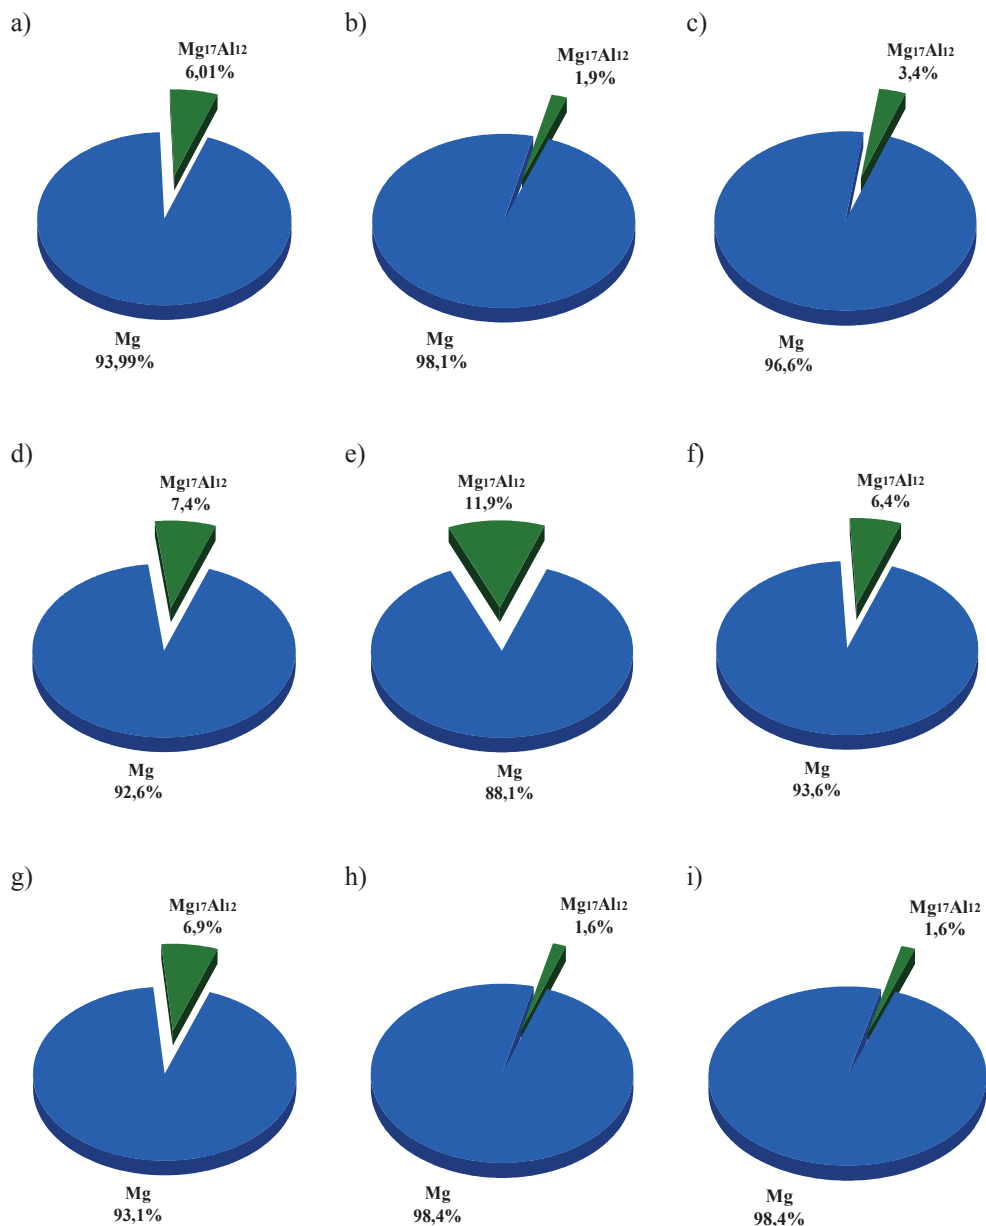 a)
Mg17Al12
6,01%
Mg
93,99%
b)
Mg17Al12
1,9%
Mg
98,1%
c)
Mg17Al12
3,4%
Mg
96,6%
d)
Mg17Al12
7,4%
Mg
92,6%
e)
Mg17Al12
11,9%
Mg
88,1%
f)
Mg17Al12
6,4%
Mg
93,6%
g)
Mg17Al12
6,9%
Mg
93,1%
h)
Mg17Al12
1,6%
Mg
98,4%
i)
Mg17Al12
1,6%
Mg
98,4%